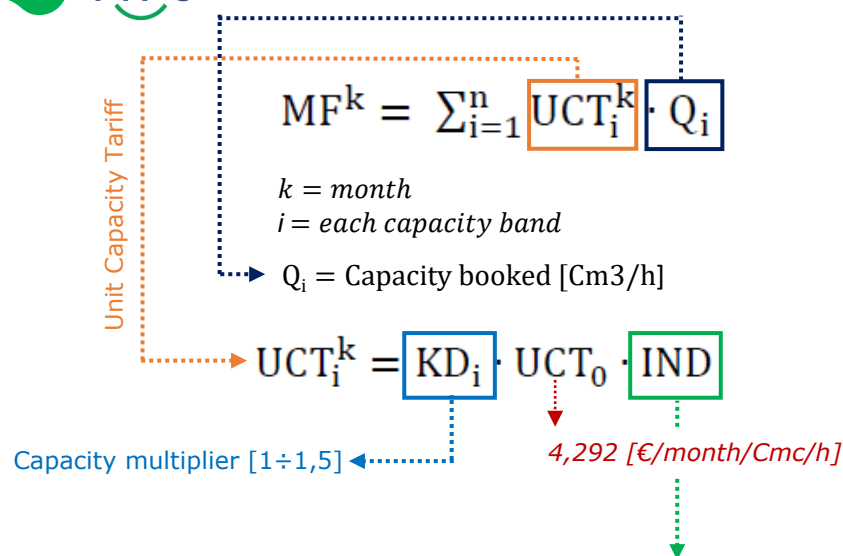 MF^k = ∑_{i=1}^{n} UCT_i^k · Q_i
k = month
i = each capacity band
Q_i = Capacity booked [Cm3/h]
Unit Capacity Tariff
UCT_i^k = KD_i · UCT_0 · IND
Capacity multiplier [1÷1,5]
4,292 [€/month/Cmc/h]